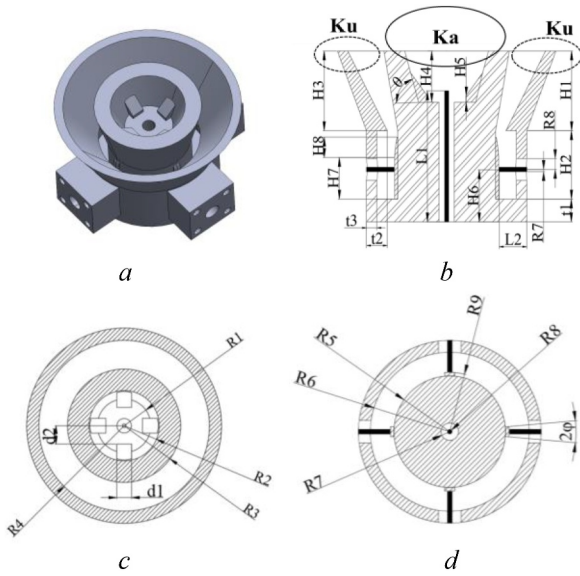 Ku
Ka
Ku
H3
H4
H5
H1
θ
R8
H8
H7
L1
H6
H2
t3
t2
L2
R7
t1
a
b
R1
R9
R8
R5
R6
d2
d1
R2
R3
R4
R7
2φ
c
d